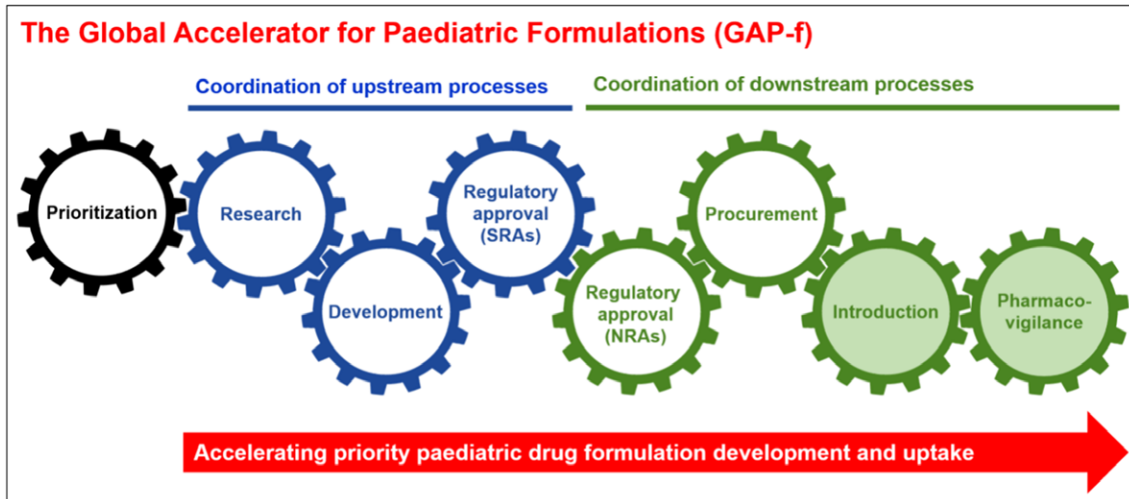 The Global Accelerator for Paediatric Formulations (GAP-f)
Coordination of upstream processes
Coordination of downstream processes
Prioritization
Research
Development
Regulatory
approval
(SRAs)
Regulatory
approval
(NRAs)
Procurement
Introduction
Pharmaco-
vigilance
Accelerating priority paediatric drug formulation development and uptake